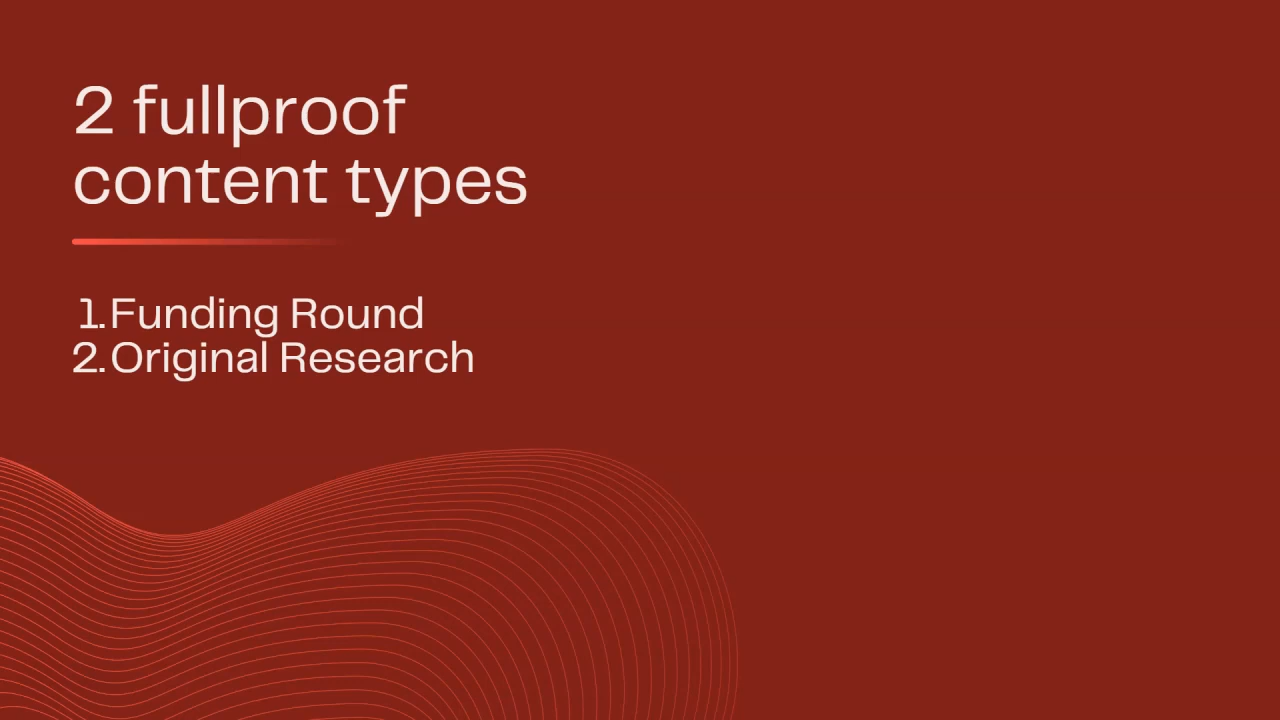 2 fullproof
content types
1.Funding Round
2.Original Research